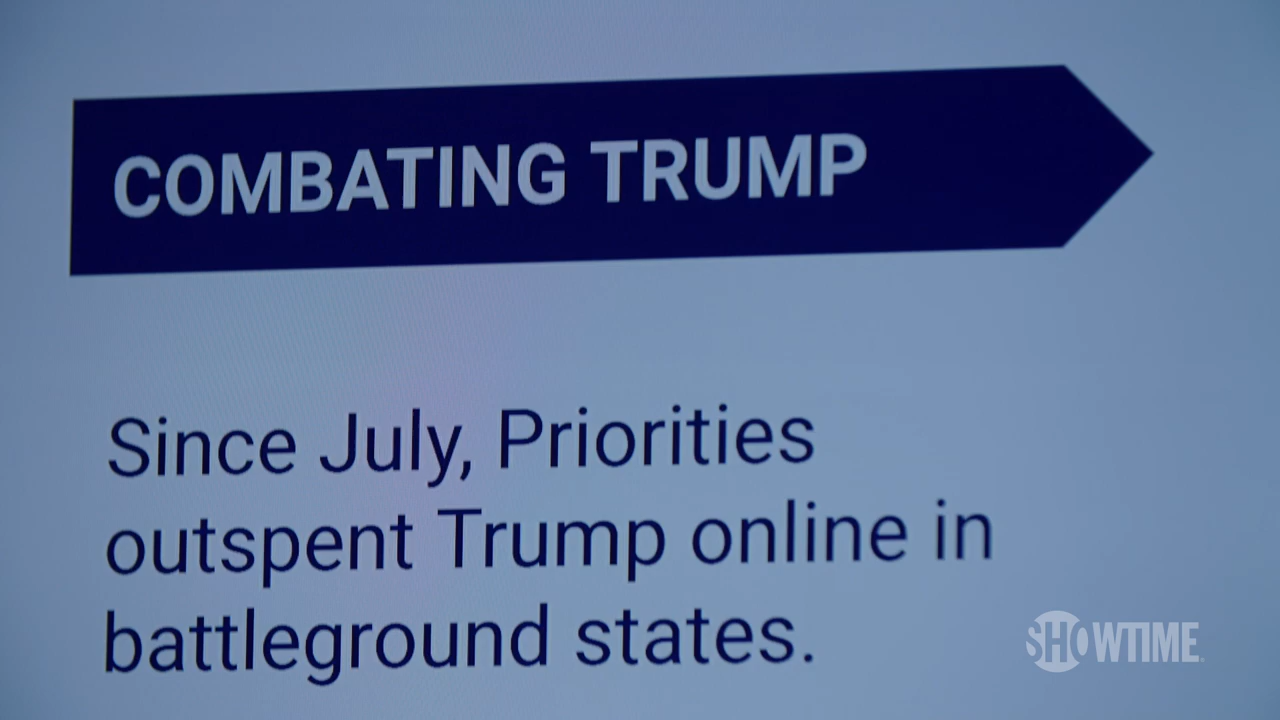 COMBATING TRUMP
Since July, Priorities
outspent Trump online in
battleground states.
SHOWTIME